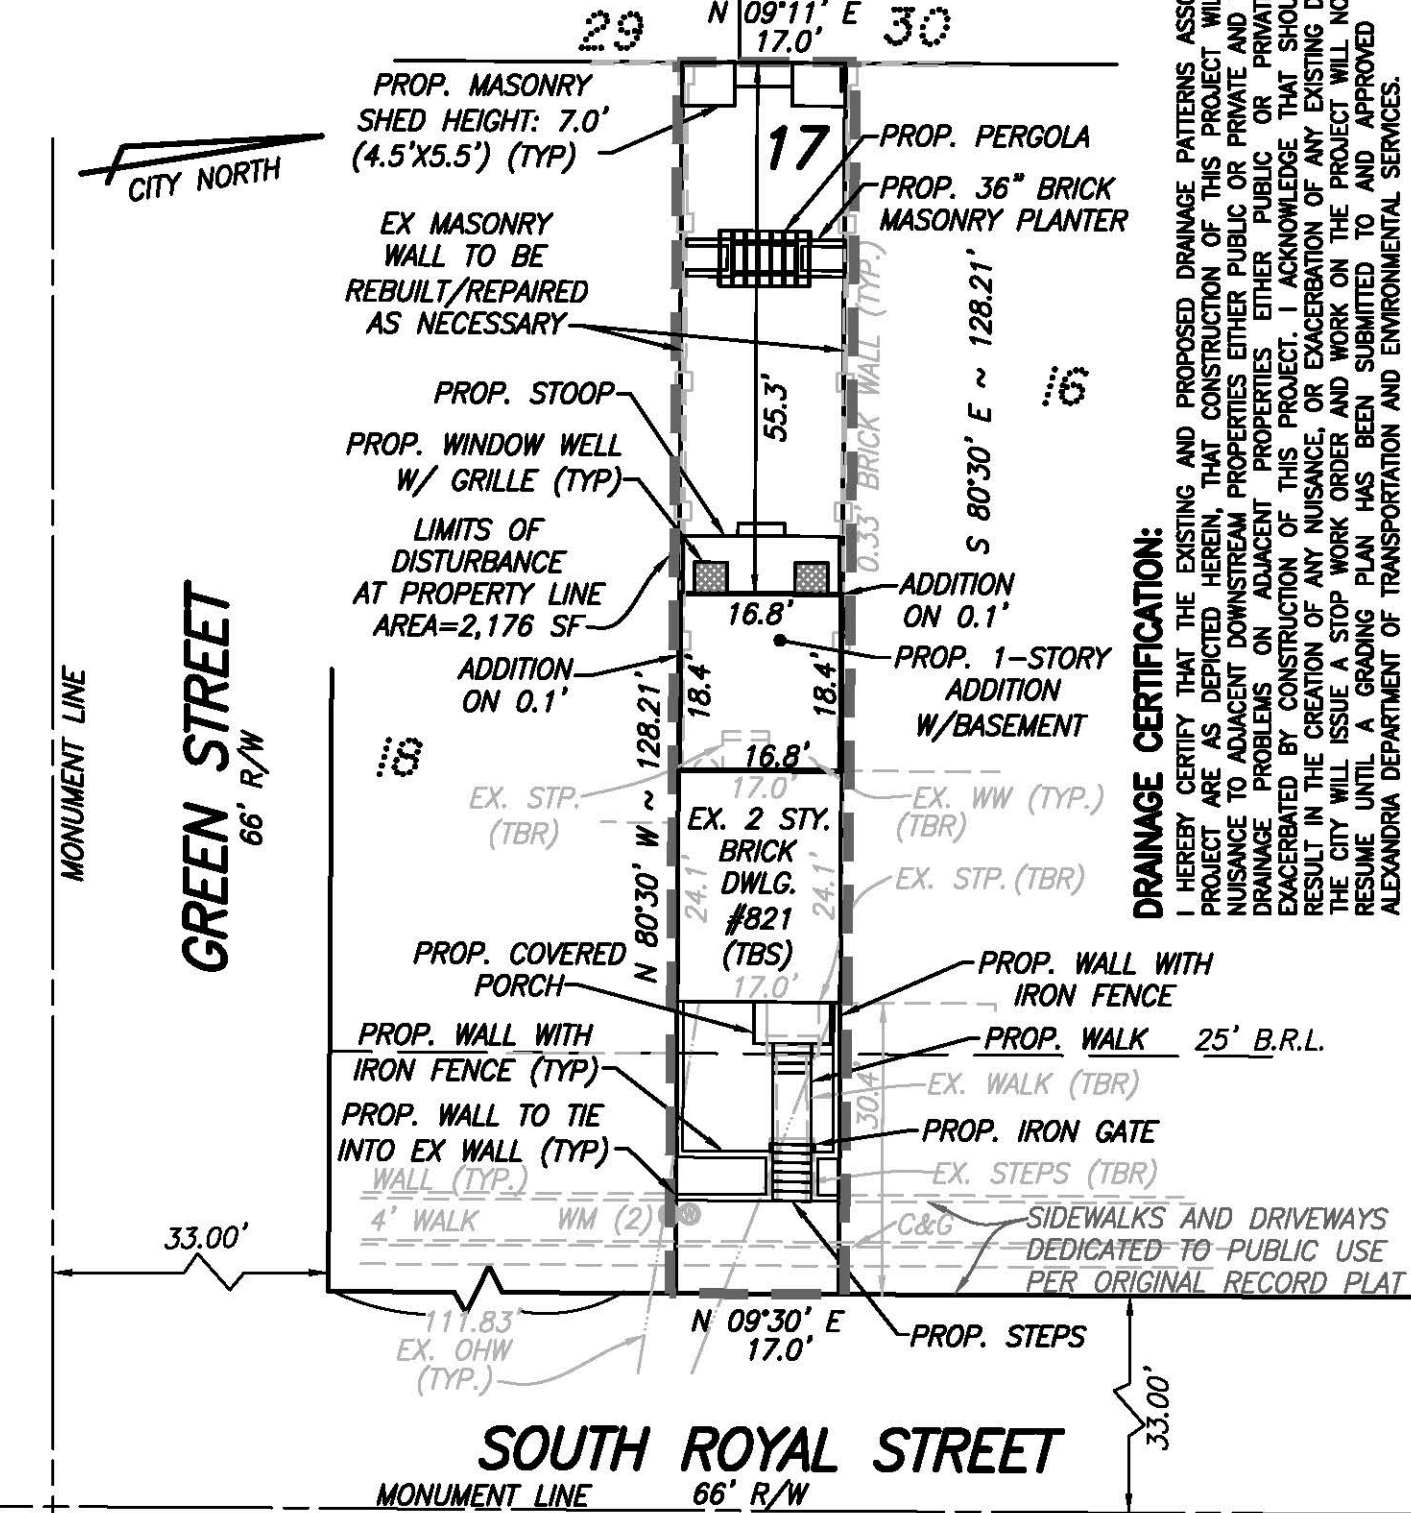 29
N 09°11' E
17.0'
30
PROP. MASONRY
SHED HEIGHT: 7.0'
(4.5'X5.5') (TYP)
17
PROP. PERGOLA
PROP. 36" BRICK
MASONRY PLANTER
CITY NORTH
EX MASONRY
WALL TO BE
REBUILT/REPAIRED
AS NECESSARY
0.33' BRICK WALL (TYP.)
S 80°30' E ~ 128.21'
16
55.3'
PROP. STOOP
PROP. WINDOW WELL
W/ GRILLE (TYP)
LIMITS OF
DISTURBANCE
AT PROPERTY LINE
AREA=2,176 SF
ADDITION
ON 0.1'
16.8'
ADDITION
ON 0.1'
PROP. 1-STORY
ADDITION
W/BASEMENT
18.4'
18.4'
N 80°30' W ~ 128.21'
MONUMENT LINE
GREEN STREET
66' R/W
18
16.8'
17.0'
EX. STP.
(TBR)
EX. WW (TYP.)
(TBR)
EX. 2 STY.
BRICK
DWLG.
#821
(TBS)
24.1'
24.1'
17.0'
EX. STP. (TBR)
PROP. COVERED
PORCH
PROP. WALL WITH
IRON FENCE
PROP. WALL WITH
IRON FENCE (TYP)
PROP. WALK
25' B.R.L.
EX. WALK (TBR)
30.4'
PROP. WALL TO TIE
INTO EX WALL (TYP)
PROP. IRON GATE
WALL (TYP.)
EX. STEPS (TBR)
4' WALK
WM (2)
W
C&G
SIDEWALKS AND DRIVEWAYS
DEDICATED TO PUBLIC USE
PER ORIGINAL RECORD PLAT
33.00'
111.83'
EX. OHW
(TYP.)
N 09°30' E
17.0'
PROP. STEPS
33.00'
SOUTH ROYAL STREET
MONUMENT LINE
66' R/W
DRAINAGE CERTIFICATION:
I HEREBY CERTIFY THAT THE EXISTING AND PROPOSED DRAINAGE PATTERNS ASSO
PROJECT ARE AS DEPICTED HEREIN, THAT CONSTRUCTION OF THIS PROJECT WIL
NUISANCE TO ADJACENT DOWNSTREAM PROPERTIES EITHER PUBLIC OR PRIVATE AND
DRAINAGE PROBLEMS ON ADJACENT PROPERTIES EITHER PUBLIC OR PRIVAT
EXACERBATED BY CONSTRUCTION OF THIS PROJECT. I ACKNOWLEDGE THAT SHOU
RESULT IN THE CREATION OF ANY NUISANCE, OR EXACERBATION OF ANY EXISTING D
THE CITY WILL ISSUE A STOP WORK ORDER AND WORK ON THE PROJECT WILL NO
RESUME UNTIL A GRADING PLAN HAS BEEN SUBMITTED TO AND APPROVED
ALEXANDRIA DEPARTMENT OF TRANSPORTATION AND ENVIRONMENTAL SERVICES.